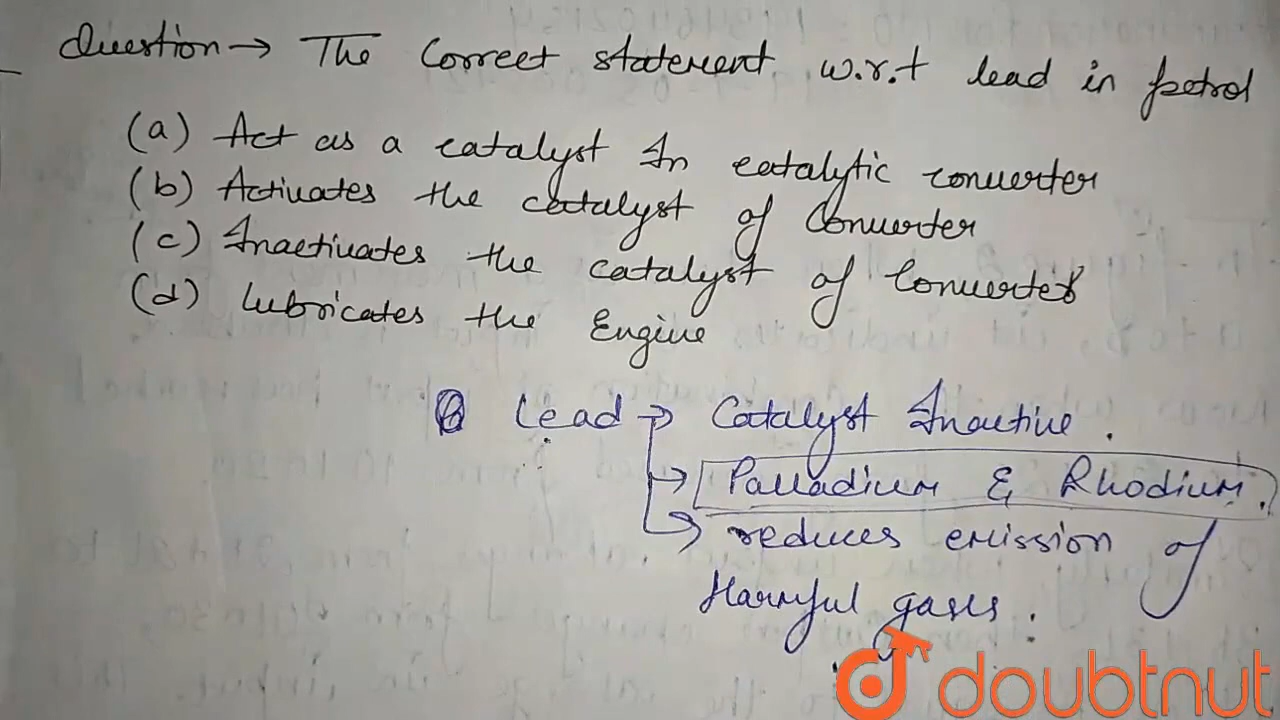 Question → The correct statement w.r.t lead in petrol
(a) Act as a catalyst In catalytic converter
(b) Activates the catalyst of Converter
(c) Inactivates the catalyst of Converter
(d) Lubricates the Engine
Lead → Catalyst Inactive.
→ Palladium & Rhodium.
→ reduces emission of
Harmful gases.
doubtnut